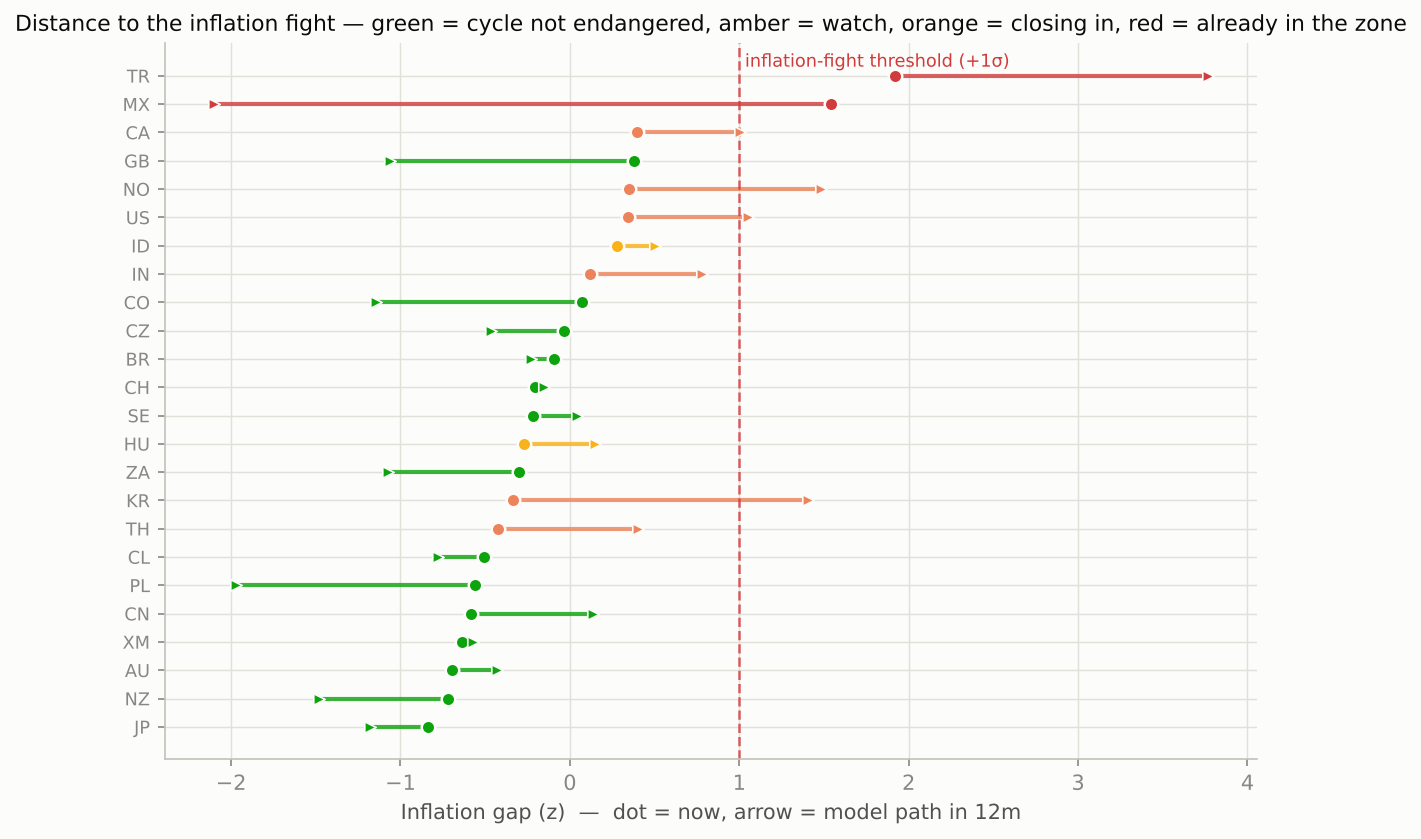 Distance to the inflation fight — green = cycle not endangered, amber = watch, orange = closing in, red = already in the zone
inflation-fight threshold (+1σ)
TR
MX
CA
GB
NO
US
ID
IN
CO
CZ
BR
CH
SE
HU
ZA
KR
TH
CL
PL
CN
XM
AU
NZ
JP
−2 −1 0 1 2 3 4
Inflation gap (z) — dot = now, arrow = model path in 12m